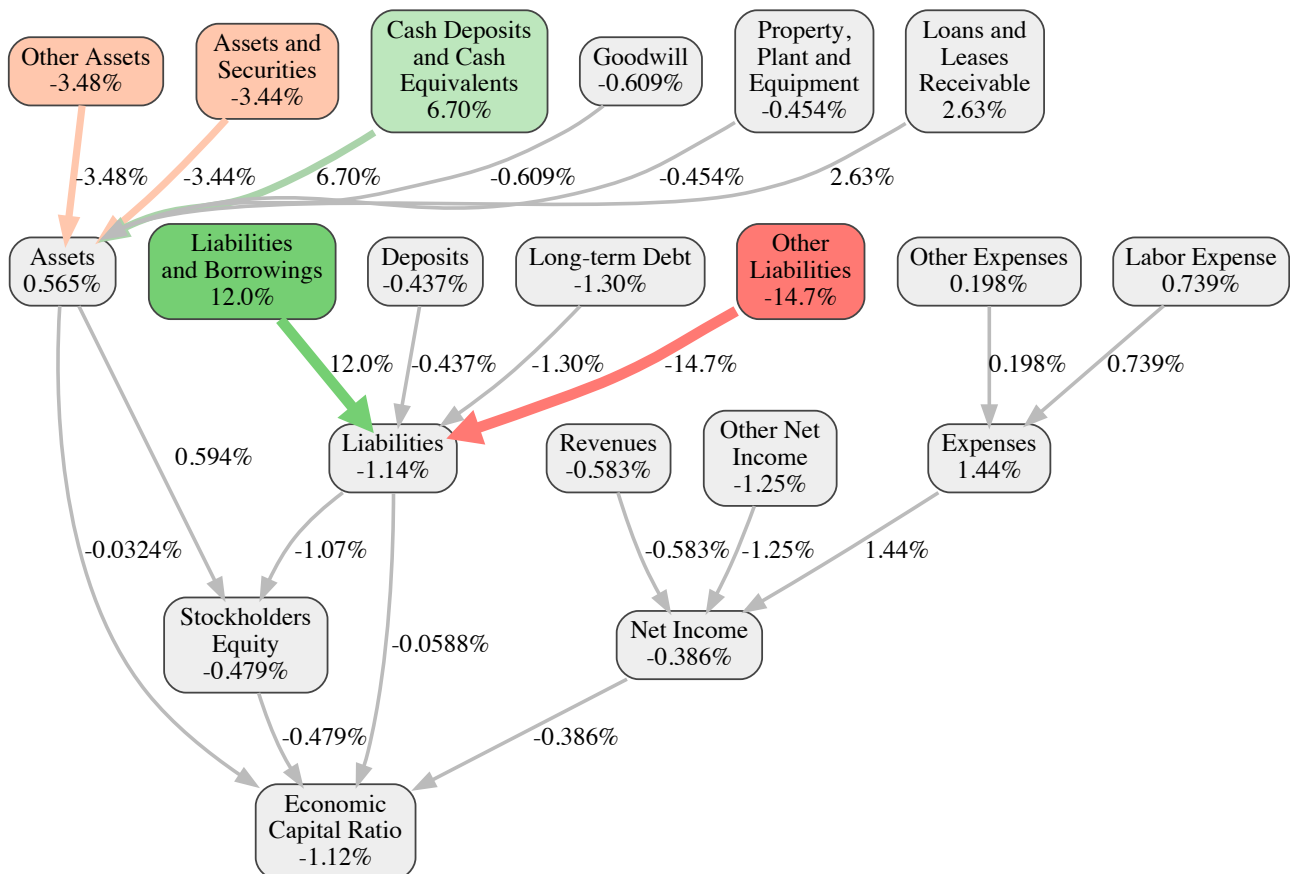 Other Assets
-3.48%
Assets and
Securities
-3.44%
Cash Deposits
and Cash
Equivalents
6.70%
Goodwill
-0.609%
Property,
Plant and
Equipment
-0.454%
Loans and
Leases
Receivable
2.63%
-3.48%
-3.44%
6.70%
-0.609%
-0.454%
2.63%
Assets
0.565%
Liabilities
and Borrowings
12.0%
Deposits
-0.437%
Long-term Debt
-1.30%
Other
Liabilities
-14.7%
Other Expenses
0.198%
Labor Expense
0.739%
12.0%
-0.437%
-1.30%
-14.7%
0.198%
0.739%
0.594%
Liabilities
-1.14%
Revenues
-0.583%
Other Net
Income
-1.25%
Expenses
1.44%
-0.0324%
-1.07%
-0.583%
-1.25%
1.44%
Stockholders
Equity
-0.479%
-0.0588%
Net Income
-0.386%
-0.479%
-0.386%
Economic
Capital Ratio
-1.12%